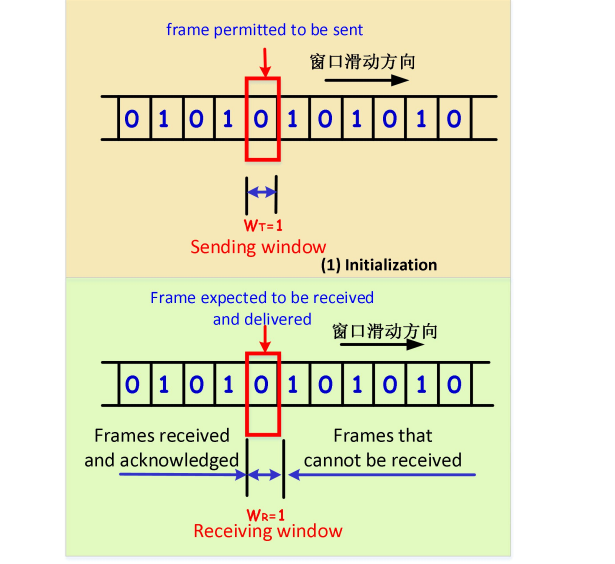 frame permitted to be sent
窗口滑动方向
0 1 0 1 0 1 0 1 0 1 0
WT=1
Sending window
(1) Initialization
Frame expected to be received
and delivered
窗口滑动方向
0 1 0 1 0 1 0 1 0 1 0
Frames received
and acknowledged
Frames that
cannot be received
WR=1
Receiving window